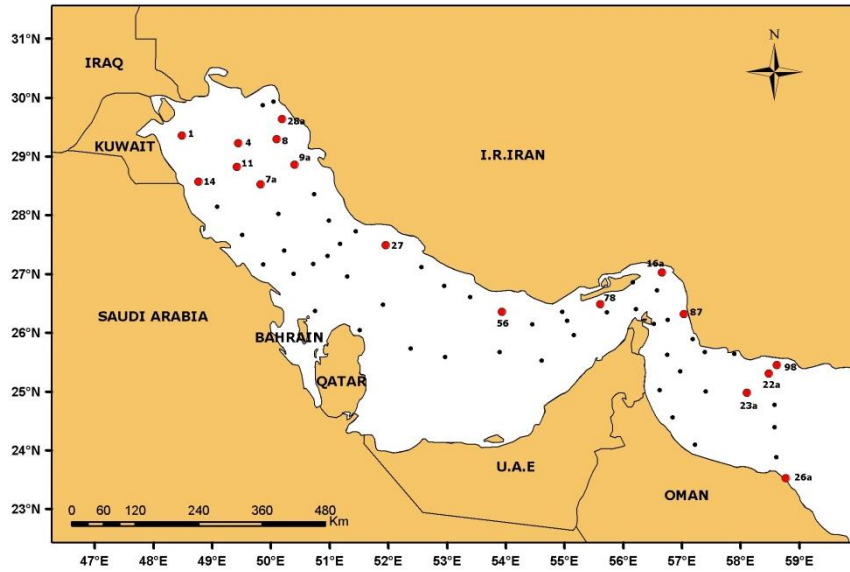 N
31°N
IRAQ
30°N
28a
1
4
8
KUWAIT
29°N
11
9a
I.R.IRAN
14
7a
28°N
27
27°N
16a
SAUDI ARABIA
78
56
87
26°N
BAHRAIN
QATAR
98
22a
25°N
23a
24°N
U.A.E
26a
OMAN
23°N
0 30 60 120 240 360 480
Km
47°E 48°E 49°E 50°E 51°E 52°E 53°E 54°E 55°E 56°E 57°E 58°E 59°E